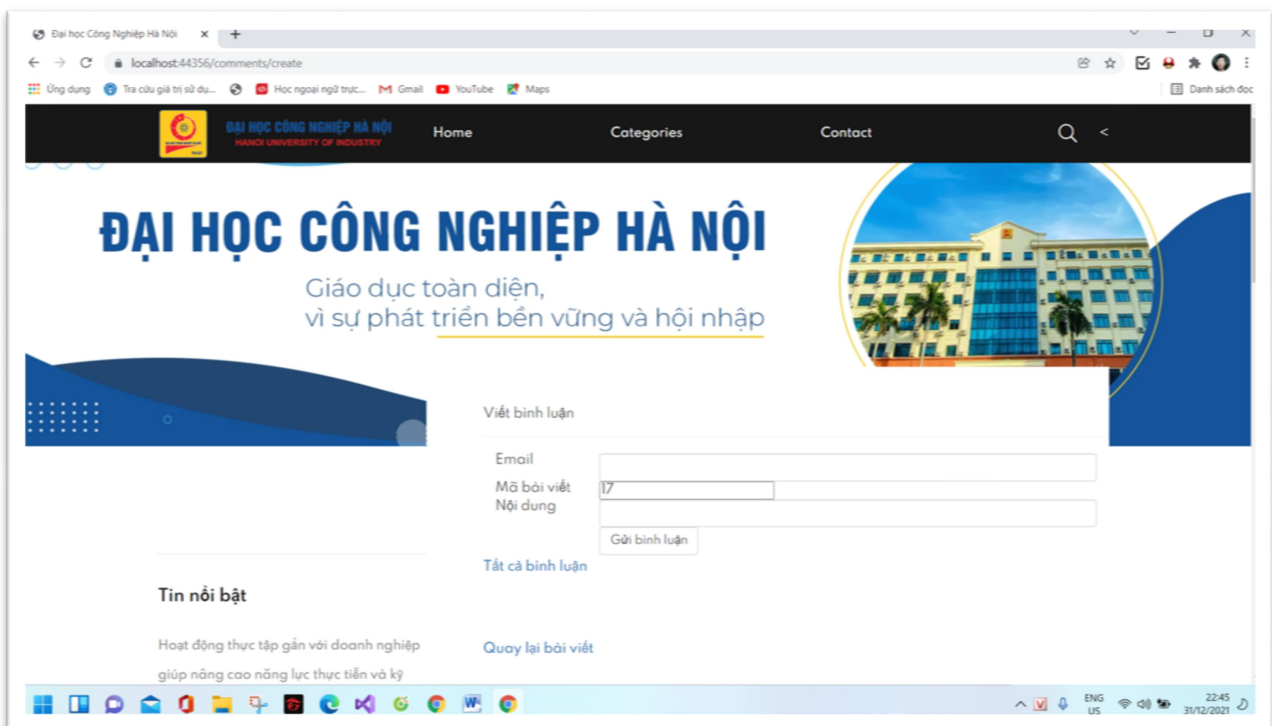 Đại học Công Nghiệp Hà Nội
localhost:44356/comments/create
Ứng dụng Tra cứu giá trị sử dụ... Học ngoại ngữ trực... Gmail YouTube Maps Danh sách đọc
ĐẠI HỌC CÔNG NGHIỆP HÀ NỘI
HANOI UNIVERSITY OF INDUSTRY
Home Categories Contact <
ĐẠI HỌC CÔNG NGHIỆP HÀ NỘI
Giáo dục toàn diện,
vì sự phát triển bền vững và hội nhập
Viết bình luận
Email
Mã bài viết 17
Nội dung
Gửi bình luận
Tất cả bình luận
Tin nổi bật
Hoạt động thực tập gắn với doanh nghiệp
giúp nâng cao năng lực thực tiễn và kỹ
Quay lại bài viết
ENG
US
22:45
31/12/2021